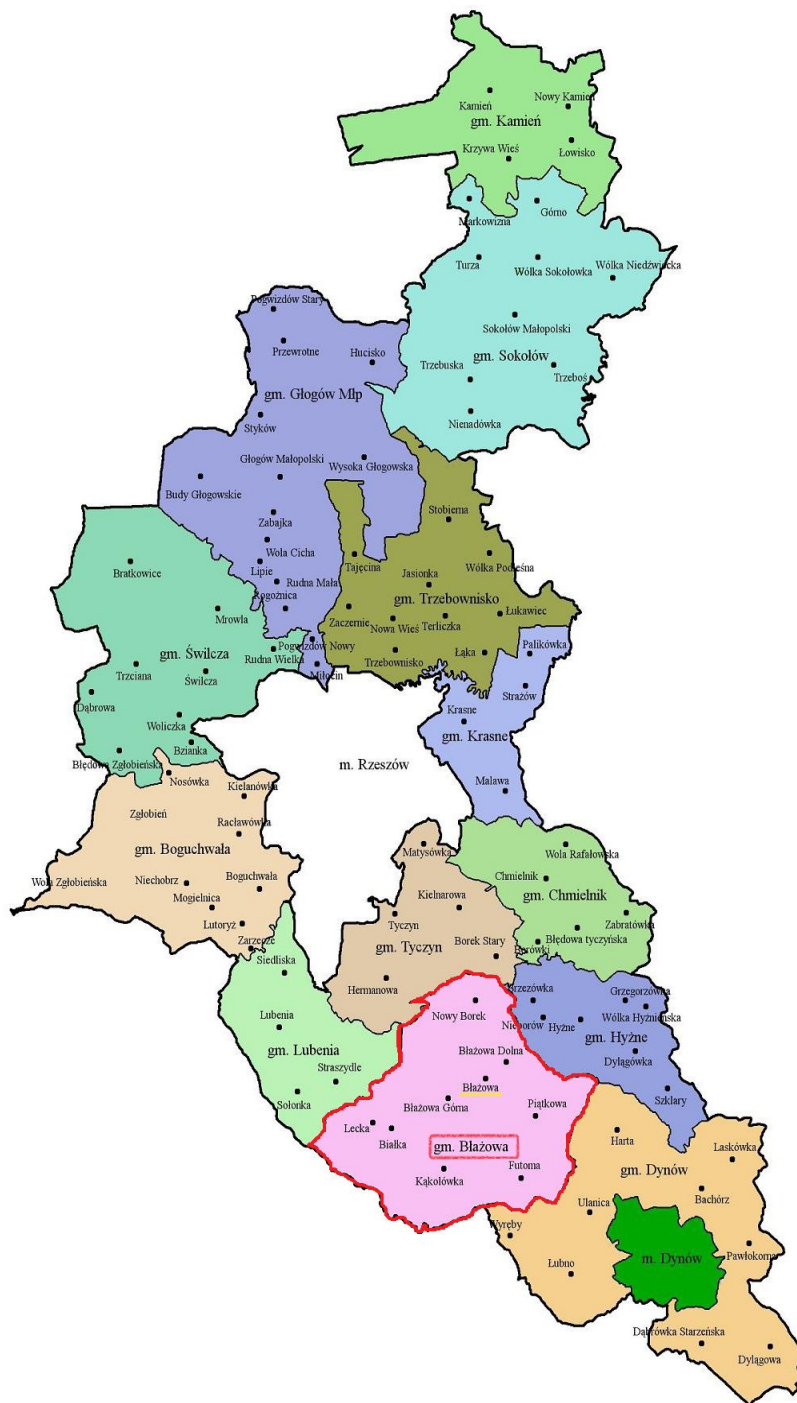 Kamień
Nowy Kamień
gm. Kamień
Łowisko
Krzywa Wieś
Markowizna
Górno
Turza
Wólka Sokołowka
Wólka Niedźwiecka
Pogwizdów Stary
Sokołów Małopolski
Przewrotne
Hucisko
gm. Sokołów
Trzebuska
Trzeboś
gm. Głogów Młp
Styków
Nienadówka
Głogów Małopolski
Wysoka Głogowska
Budy Głogowskie
Zabajka
Stobierna
Wola Cicha
Tajęcina
Wólka Podleśna
Bratkowice
Lipie
Rudna Mała
Jasionka
Rogoźnica
gm. Trzebownisko
Zaczernie
Łukawiec
Mrowla
Nowa Wieś
Terliczka
Pogwizdów Nowy
gm. Świlcza
Rudna Wielka
Trzebownisko
Łąka
Palikówka
Trzciana
Świlcza
Miłocin
Strażów
Dąbrowa
Woliczka
Krasne
gm. Krasne
Bzianka
Błędowa Zgłobieńska
m. Rzeszów
Nosówka
Kielanówka
Malawa
Zgłobień
Racławówka
gm. Boguchwała
Matysówka
Wola Rafałowska
Wola Zgłobieńska
Niechobrz
Boguchwała
Chmielnik
gm. Chmielnik
Mogielnica
Kielnarowa
Lutoryż
Tyczyn
Zabratówka
Zarzecze
gm. Tyczyn
Borek Stary
Borówki
Błędowa tyczyńska
Siedliska
Hermanowa
Brzezówka
Grzegorzówka
Nowy Borek
Nieborów
Hyżne
Wólka Hyżnieńska
Lubenia
gm. Hyżne
gm. Lubenia
Błażowa Dolna
Dylągówka
Straszydle
Błażowa
Sołonka
Błażowa Górna
Piątkowa
Szklary
Lecka
Białka
gm. Błażowa
Harta
Laskówka
Kąkolówka
Futoma
gm. Dynów
Bachórz
Ulanica
Wyręby
Pawłokoma
m. Dynów
Łubno
Dąbrówka Starzeńska
Dylągowa